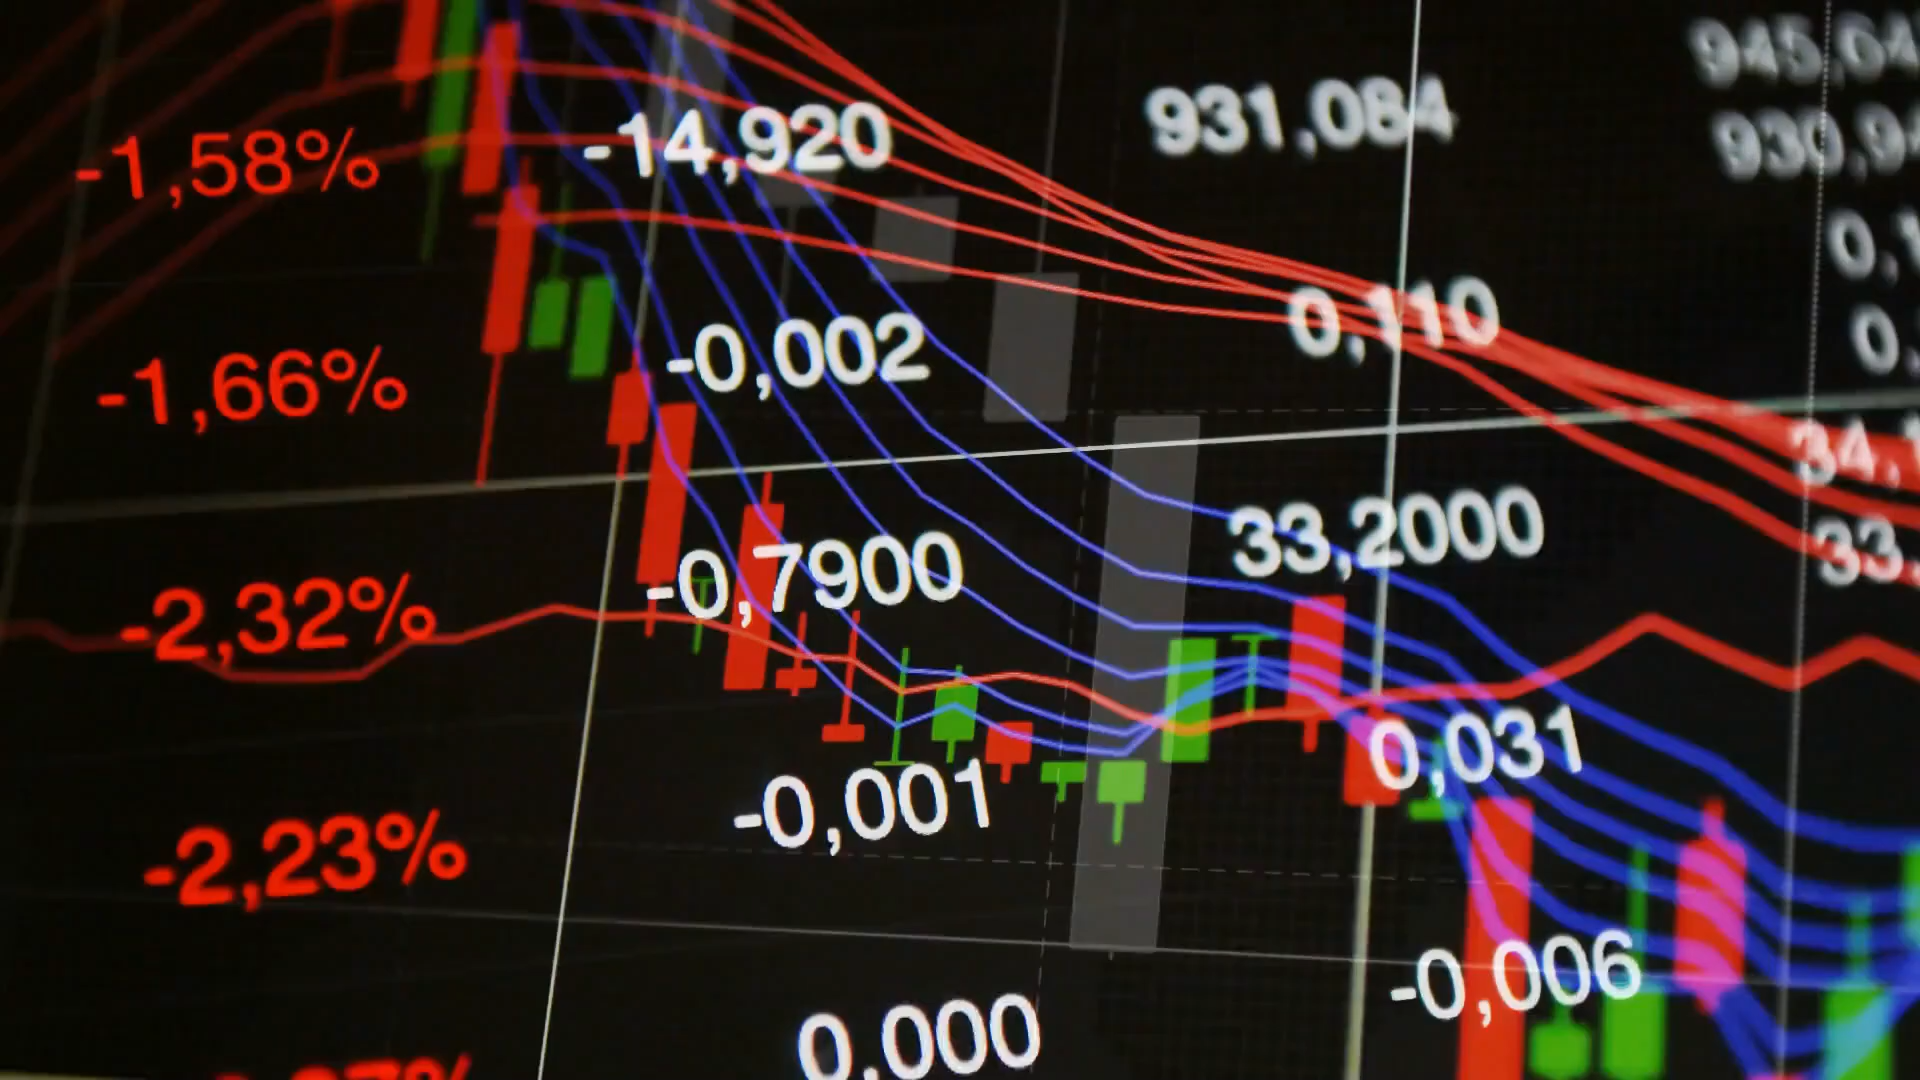 -1,58% -14,920 931,084
-1,66% -0,002 0,110
-2,32% -0,7900 33,2000
-2,23% -0,001 0,031
0,000 -0,006